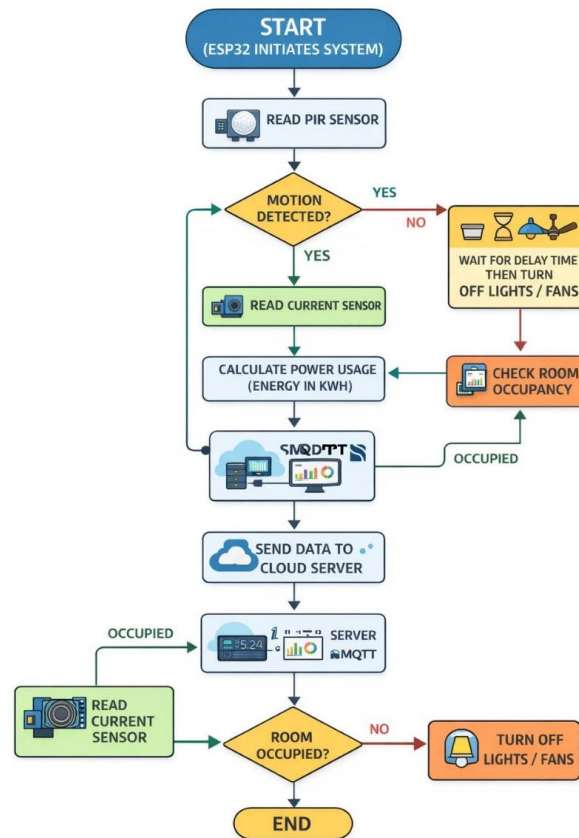 START
(ESP32 INITIATES SYSTEM)
READ PIR SENSOR
MOTION
DETECTED?
YES
NO
YES
WAIT FOR DELAY TIME
THEN TURN
OFF LIGHTS / FANS
READ CURRENT SENSOR
CALCULATE POWER USAGE
(ENERGY IN KWH)
CHECK ROOM
OCCUPANCY
OCCUPIED
SEND DATA TO
CLOUD SERVER
OCCUPIED
5.24
SERVER
MQTT
READ
CURRENT
SENSOR
ROOM
OCCUPIED?
NO
TURN OFF
LIGHTS / FANS
END